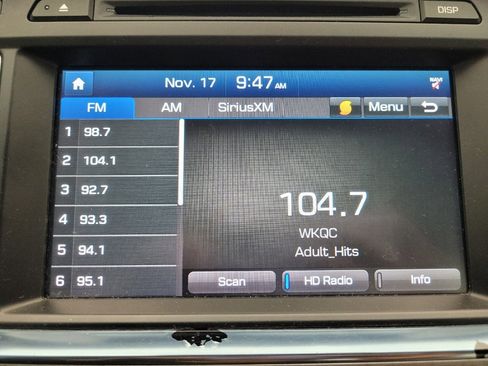 DISP
Nov. 17 9:47 AM NAVI
FM AM SiriusXM Menu
1 98.7
2 104.1
3 92.7
4 93.3
5 94.1
6 95.1
104.7
WKQC
Adult_Hits
Scan HD Radio Info